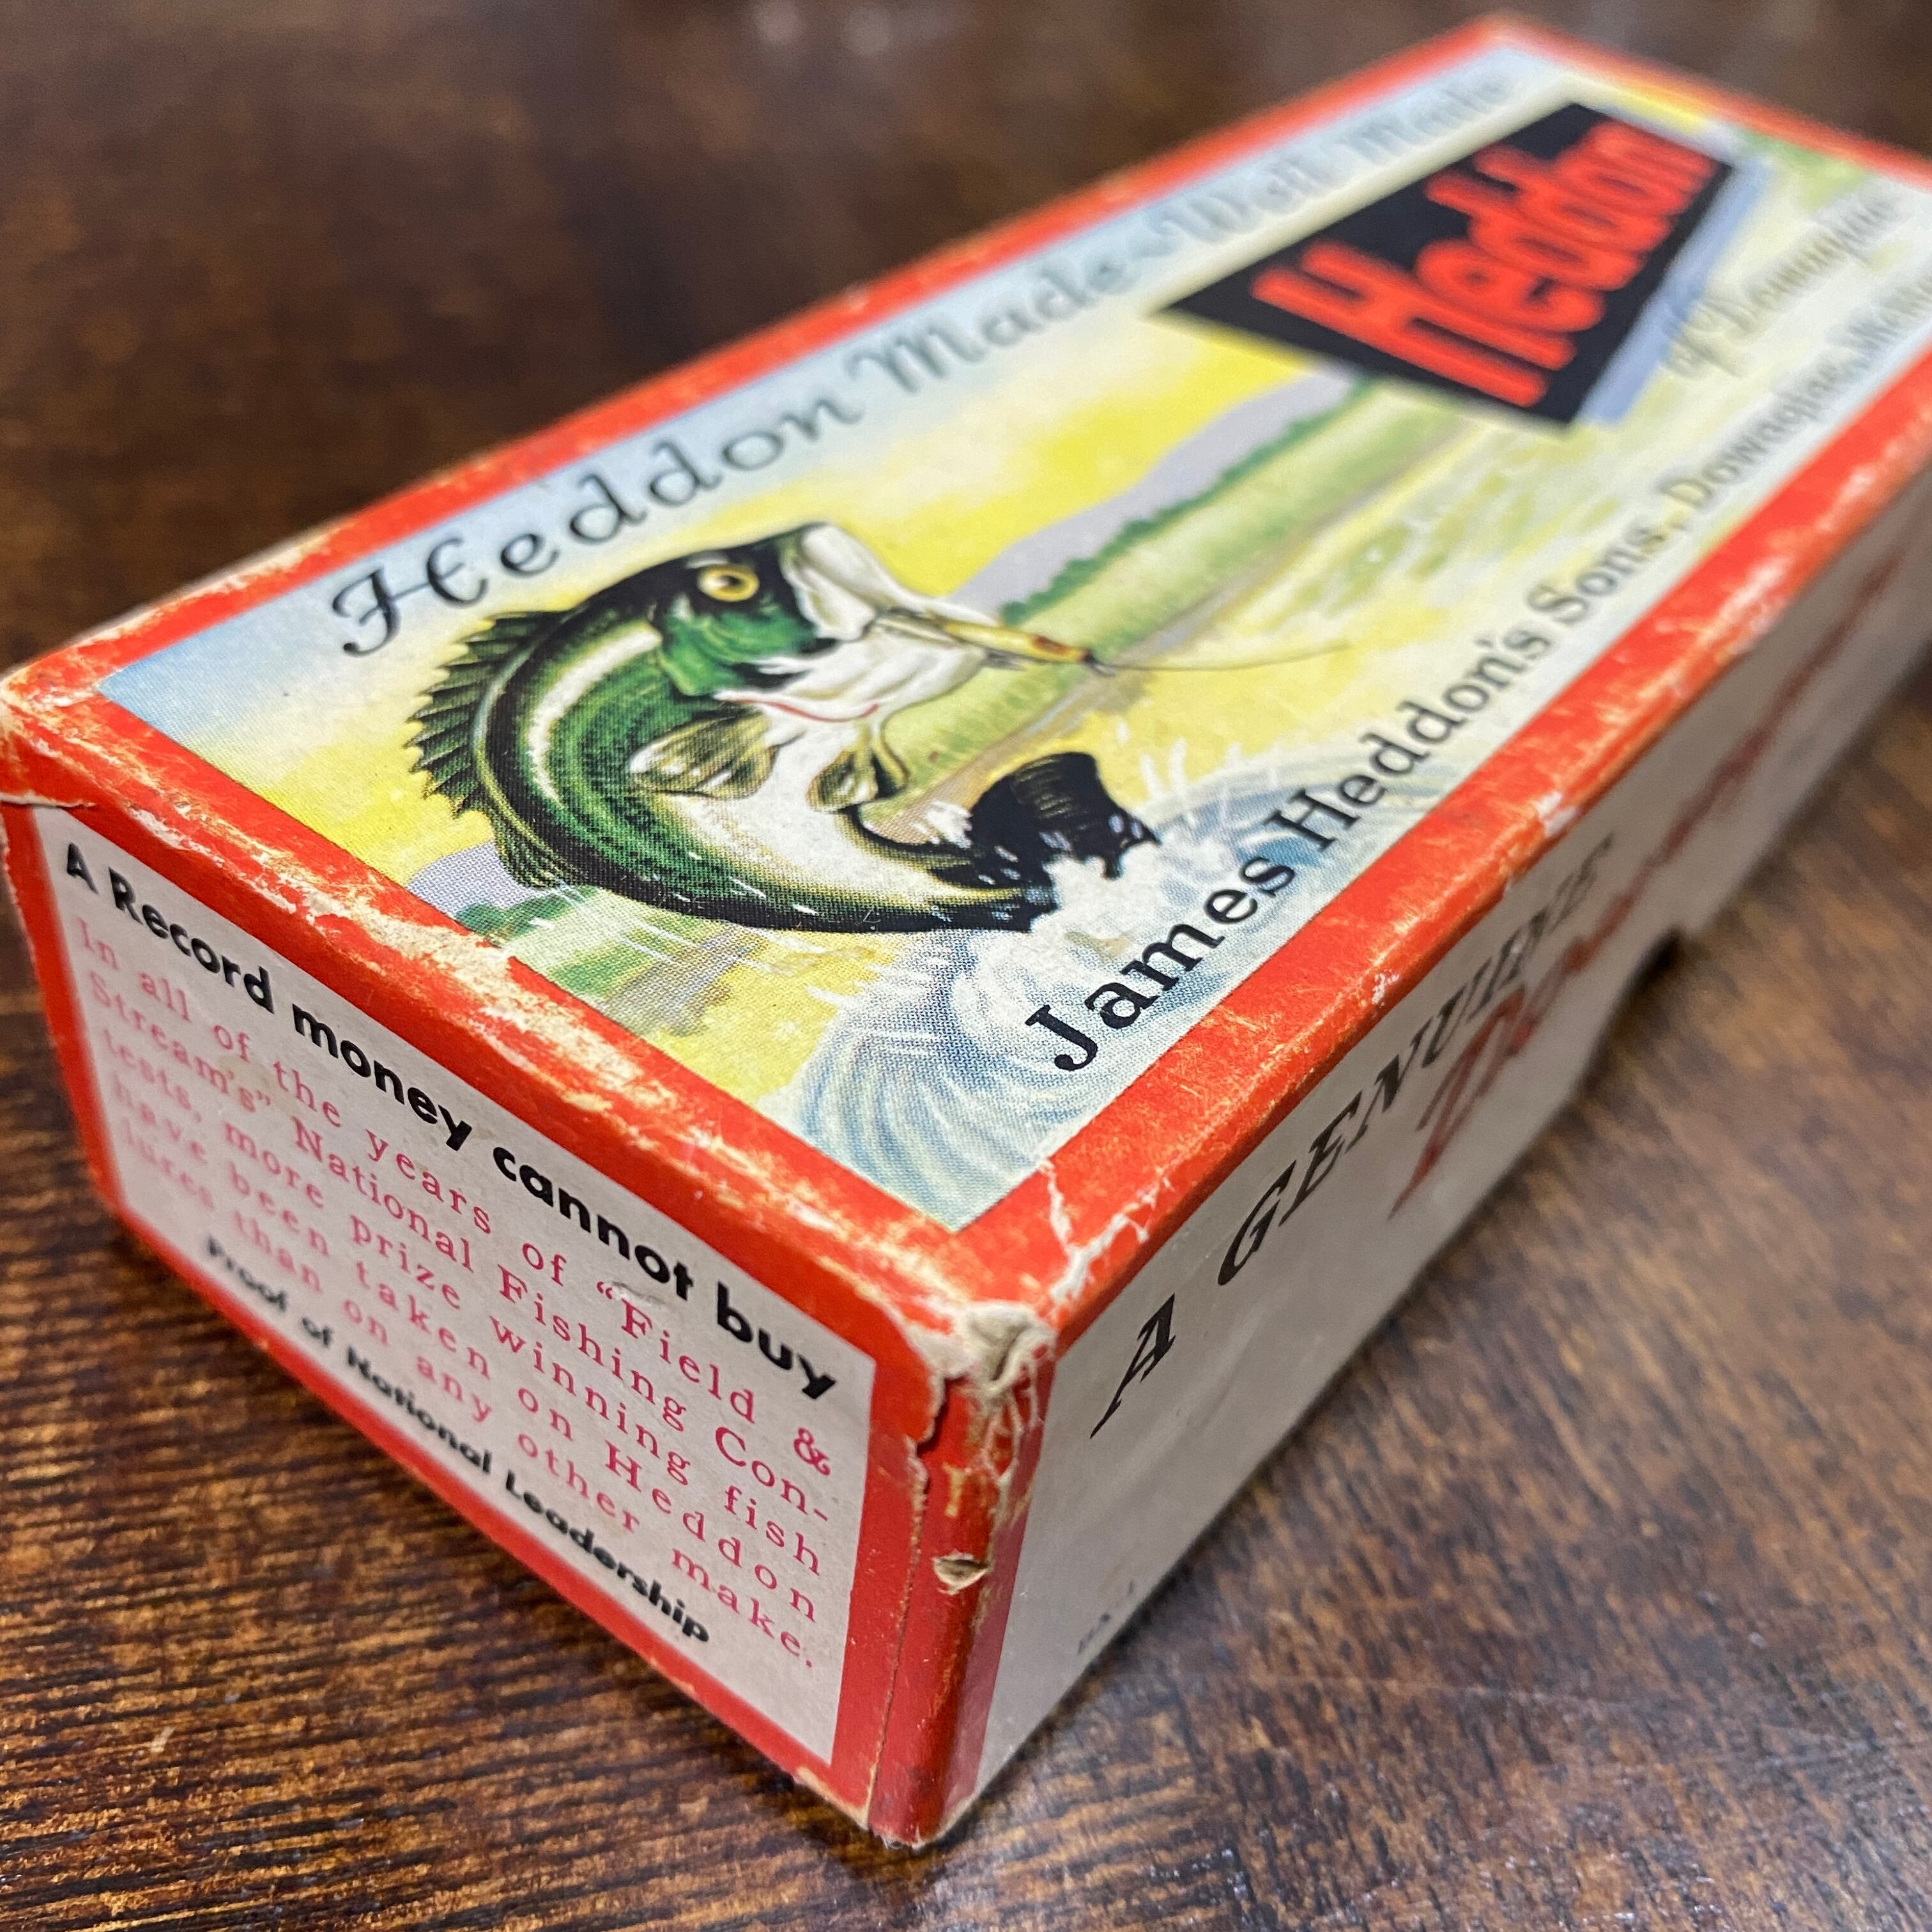 Heddon Made-Well Made
Heddon
of Dowagiac
James Heddon's Sons, Dowagiac,
A Record money cannot buy
In all of the years of “Field &
Stream's” National Fishing Con-
tests, more prize winning fish
have been taken on Heddon
lures than on any other make.
Proof of National Leadership
A GENUINE